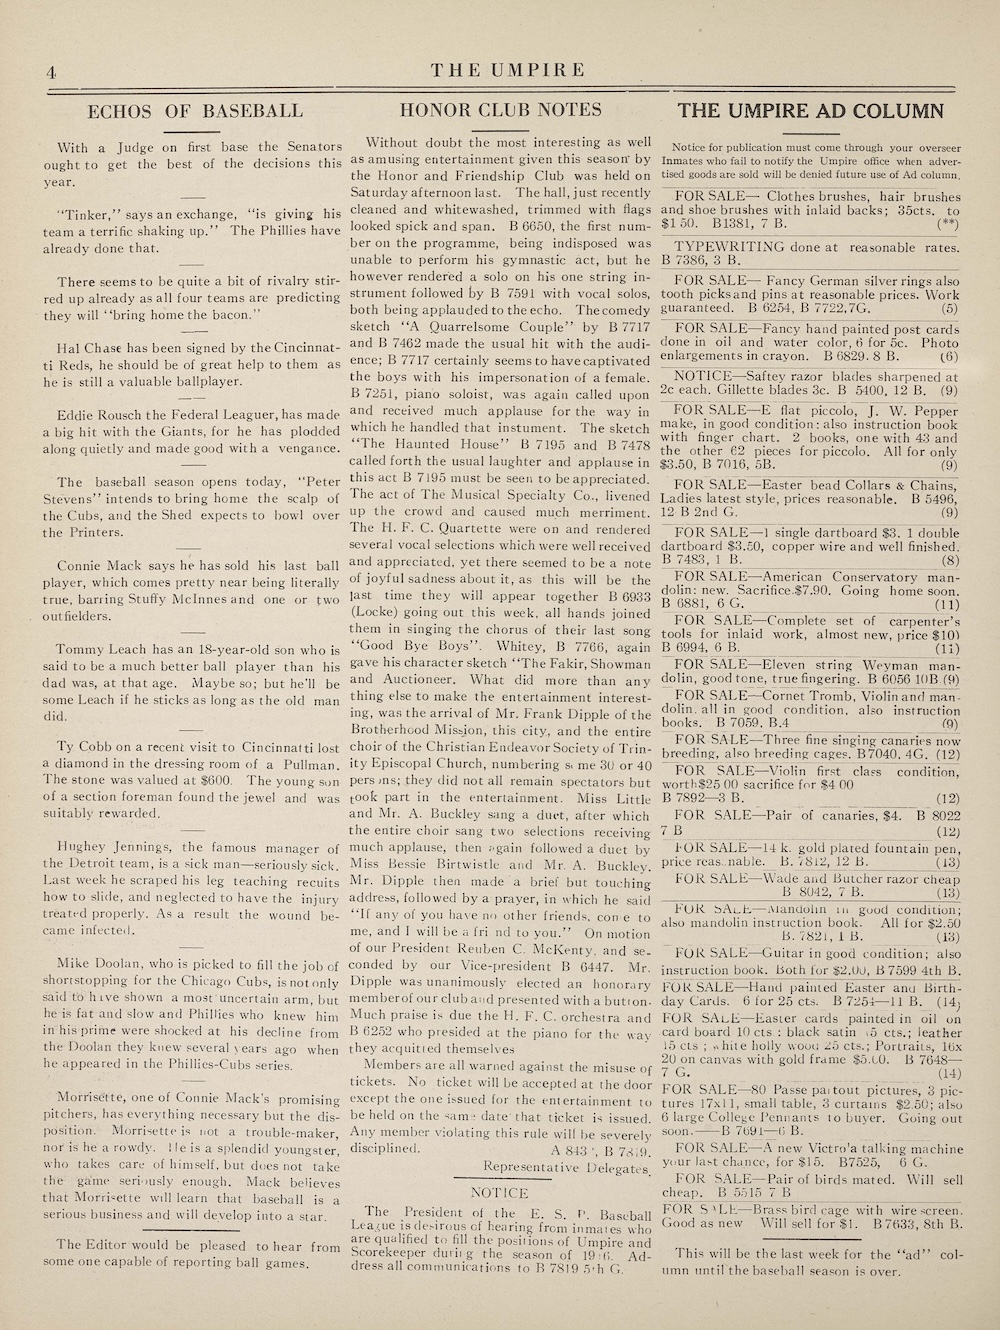 4
THE UMPIRE
ECHOS OF BASEBALL
With a Judge on first base the Senators
ought to get the best of the decisions this
year.
"Tinker," says an exchange, "is giving his
team a terrific shaking up." The Phillies have
already done that.
There seems to be quite a bit of rivalry stir-
red up already as all four teams are predicting
they will "bring home the bacon."
Hal Chase has been signed by the Cincinnat-
ti Reds, he should be of great help to them as
he is still a valuable ballplayer.
Eddie Rousch the Federal Leaguer, has made
a big hit with the Giants, for he has plodded
along quietly and made good with a vengance.
The baseball season opens today, "Peter
Stevens" intends to bring home the scalp of
the Cubs, and the Shed expects to bowl over
the Printers.
Connie Mack says he has sold his last ball
player, which comes pretty near being literally
true, barring Stuffy McInnes and one or two
outfielders.
Tommy Leach has an 18-year-old son who is
said to be a much better ball player than his
dad was, at that age. Maybe so; but he'll be
some Leach if he sticks as long as the old man
did.
Ty Cobb on a recent visit to Cincinnatti lost
a diamond in the dressing room of a Pullman.
The stone was valued at $600. The young son
of a section foreman found the jewel and was
suitably rewarded.
Hughey Jennings, the famous manager of
the Detroit team, is a sick man—seriously sick.
Last week he scraped his leg teaching recuits
how to slide, and neglected to have the injury
treated properly. As a result the wound be-
came infected.
Mike Doolan, who is picked to fill the job of
shortstopping for the Chicago Cubs, is not only
said to have shown a most uncertain arm, but
he is fat and slow and Phillies who knew him
in his prime were shocked at his decline from
the Doolan they knew several years ago when
he appeared in the Phillies-Cubs series.
Morrisette, one of Connie Mack's promising
pitchers, has everything necessary but the dis-
position. Morrisette is not a trouble-maker,
nor is he a rowdy. He is a splendid youngster,
who takes care of himself, but does not take
the game seriously enough. Mack believes
that Morrisette will learn that baseball is a
serious business and will develop into a star.
The Editor would be pleased to hear from
some one capable of reporting ball games.
HONOR CLUB NOTES
Without doubt the most interesting as well
as amusing entertainment given this season by
the Honor and Friendship Club was held on
Saturday afternoon last. The hall, just recently
cleaned and whitewashed, trimmed with flags
looked spick and span. B 6650, the first num-
ber on the programme, being indisposed was
unable to perform his gymnastic act, but he
however rendered a solo on his one string in-
strument followed by B 7591 with vocal solos,
both being applauded to the echo. The comedy
sketch "A Quarrelsome Couple" by B 7717
and B 7462 made the usual hit with the audi-
ence; B 7717 certainly seems to have captivated
the boys with his impersonation of a female.
B 7251, piano soloist, was again called upon
and received much applause for the way in
which he handled that instument. The sketch
"The Haunted House" B 7195 and B 7478
called forth the usual laughter and applause in
this act B 7195 must be seen to be appreciated.
The act of The Musical Specialty Co., livened
up the crowd and caused much merriment.
The H. F. C. Quartette were on and rendered
several vocal selections which were well received
and appreciated, yet there seemed to be a note
of joyful sadness about it, as this will be the
last time they will appear together B 6933
(Locke) going out this week, all hands joined
them in singing the chorus of their last song
"Good Bye Boys". Whitey, B 7766, again
gave his character sketch "The Fakir, Showman
and Auctioneer. What did more than any
thing else to make the entertainment interest-
ing, was the arrival of Mr. Frank Dipple of the
Brotherhood Mission, this city, and the entire
choir of the Christian Endeavor Society of Trin-
ity Episcopal Church, numbering some 30 or 40
persons; they did not all remain spectators but
took part in the entertainment. Miss Little
and Mr. A. Buckley sang a duet, after which
the entire choir sang two selections receiving
much applause, then again followed a duet by
Miss Bessie Birtwistle and Mr. A. Buckley.
Mr. Dipple then made a brief but touching
address, followed by a prayer, in which he said
"If any of you have no other friends, come to
me, and I will be a fri nd to you." On motion
of our President Reuben C. McKenty, and se-
conded by our Vice-president B 6447. Mr.
Dipple was unanimously elected an honorary
member of our club and presented with a button.
Much praise is due the H. F. C. orchestra and
B 6252 who presided at the piano for the way
they acquitted themselves
Members are all warned against the misuse of
tickets. No ticket will be accepted at the door
except the one issued for the entertainment to
be held on the same date that ticket is issued.
Any member violating this rule will be severely
disciplined. A 843 , B 7819.
Representative Delegates.
NOTICE
The President of the E. S. P. Baseball
League is desirous of hearing from inmates who
are qualified to fill the positions of Umpire and
Scorekeeper during the season of 1916. Ad-
dress all communications to B 7819 5th G.
THE UMPIRE AD COLUMN
Notice for publication must come through your overseer
Inmates who fail to notify the Umpire office when adver-
tised goods are sold will be denied future use of Ad column.
FOR SALE— Clothes brushes, hair brushes
and shoe brushes with inlaid backs; 35cts. to
$1 50. B1381, 7 B. (**)
TYPEWRITING done at reasonable rates.
B 7386, 3 B.
FOR SALE— Fancy German silver rings also
tooth picks and pins at reasonable prices. Work
guaranteed. B 6254, B 7722,7G. (5)
FOR SALE—Fancy hand painted post cards
done in oil and water color, 6 for 5c. Photo
enlargements in crayon. B 6829. 8 B. (6)
NOTICE—Saftey razor blades sharpened at
2c each. Gillette blades 3c. B 5400, 12 B. (9)
FOR SALE—E flat piccolo, J. W. Pepper
make, in good condition: also instruction book
with finger chart. 2 books, one with 43 and
the other 62 pieces for piccolo. All for only
$3.50, B 7016, 5B. (9)
FOR SALE—Easter bead Collars & Chains,
Ladies latest style, prices reasonable. B 5496,
12 B 2nd G. (9)
FOR SALE—1 single dartboard $3. 1 double
dartboard $3.50, copper wire and well finished.
B 7483, 1 B. (8)
FOR SALE—American Conservatory man-
dolin: new. Sacrifice.$7.90. Going home soon.
B 6881, 6 G. (11)
FOR SALE—Complete set of carpenter's
tools for inlaid work, almost new, price $10)
B 6994, 6 B. (11)
FOR SALE—Eleven string Weyman man-
dolin, good tone, true fingering. B 6056 10B (9)
FOR SALE—Cornet Tromb, Violin and man-
dolin. all in good condition, also instruction
books. B 7059, B.4 (9)
FOR SALE—Three fine singing canaries now
breeding, also breeding cages. B7040, 4G. (12)
FOR SALE—Violin first class condition,
worth$25 00 sacrifice for $4 00
B 7892—3 B. (12)
FOR SALE—Pair of canaries, $4. B 8022
7 B (12)
FOR SALE—14 k. gold plated fountain pen,
price reasonable. B. 7812, 12 B. (13)
FOR SALE—Wade and Butcher razor cheap
B 8042, 7 B. (13)
FOR SALE—Mandolin in good condition;
also mandolin instruction book. All for $2.50
B. 7821, 1 B. (13)
FOR SALE—Guitar in good condition; also
instruction book. Both for $2.00, B 7599 4th B.
FOR SALE—Hand painted Easter and Birth-
day Cards. 6 for 25 cts. B 7254—11 B. (14)
FOR SALE—Easter cards painted in oil on
card board 10 cts.: black satin 15 cts.; leather
15 cts ; white holly wood 25 cts.; Portraits, 16x
20 on canvas with gold frame $5.00. B 7648—
7 G. (14)
FOR SALE—80 Passe partout pictures, 3 pic-
tures 17x11, small table, 3 curtains $2.50; also
6 large College Pennants to buyer. Going out
soon.——B 7691—6 B.
FOR SALE—A new Victro'a talking machine
your last chance, for $15. B7525, 6 G.
FOR SALE—Pair of birds mated. Will sell
cheap. B 5515 7 B
FOR SALE—Brass bird cage with wire screen.
Good as new Will sell for $1. B 7633, 8th B.
This will be the last week for the "ad" col-
umn until the baseball season is over.